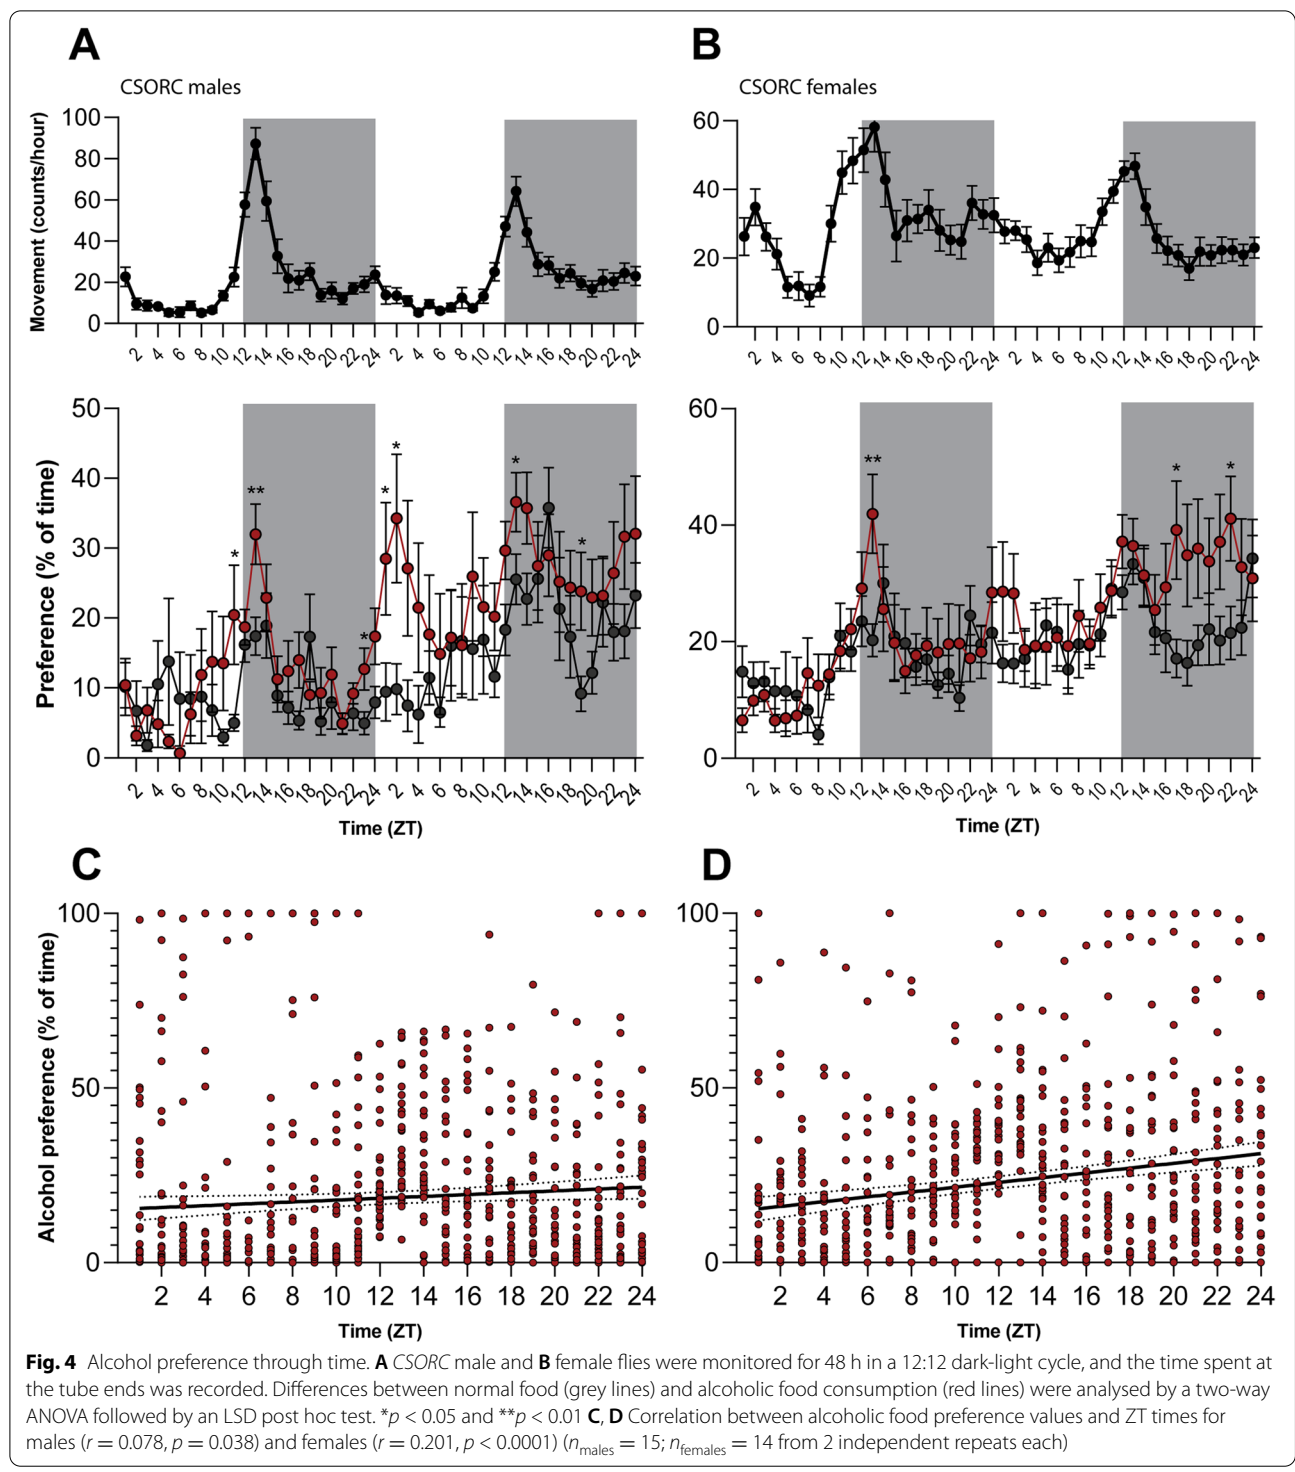 A
B
CSORC males
CSORC females
Movement (counts/hour)
100
80
60
40
20
0
2 4 6 8 10 12 14 16 18 20 22 24 2 4 6 8 10 12 14 16 18 20 22 24
60
40
20
0
2 4 6 8 10 12 14 16 18 20 22 24 2 4 6 8 10 12 14 16 18 20 22 24
Preference (% of time)
50
40
30
20
10
0
* ** * * * * *
2 4 6 8 10 12 14 16 18 20 22 24 2 4 6 8 10 12 14 16 18 20 22 24
Time (ZT)
60
40
20
0
** * *
2 4 6 8 10 12 14 16 18 20 22 24 2 4 6 8 10 12 14 16 18 20 22 24
Time (ZT)
C
D
Alcohol preference (% of time)
100
50
0
2 4 6 8 10 12 14 16 18 20 22 24
Time (ZT)
100
50
0
2 4 6 8 10 12 14 16 18 20 22 24
Time (ZT)
Fig. 4 Alcohol preference through time. A CSORC male and B female flies were monitored for 48 h in a 12:12 dark-light cycle, and the time spent at
the tube ends was recorded. Differences between normal food (grey lines) and alcoholic food consumption (red lines) were analysed by a two-way
ANOVA followed by an LSD post hoc test. *p < 0.05 and **p < 0.01 C, D Correlation between alcoholic food preference values and ZT times for
males (r = 0.078, p = 0.038) and females (r = 0.201, p < 0.0001) (nmales = 15; nfemales = 14 from 2 independent repeats each)